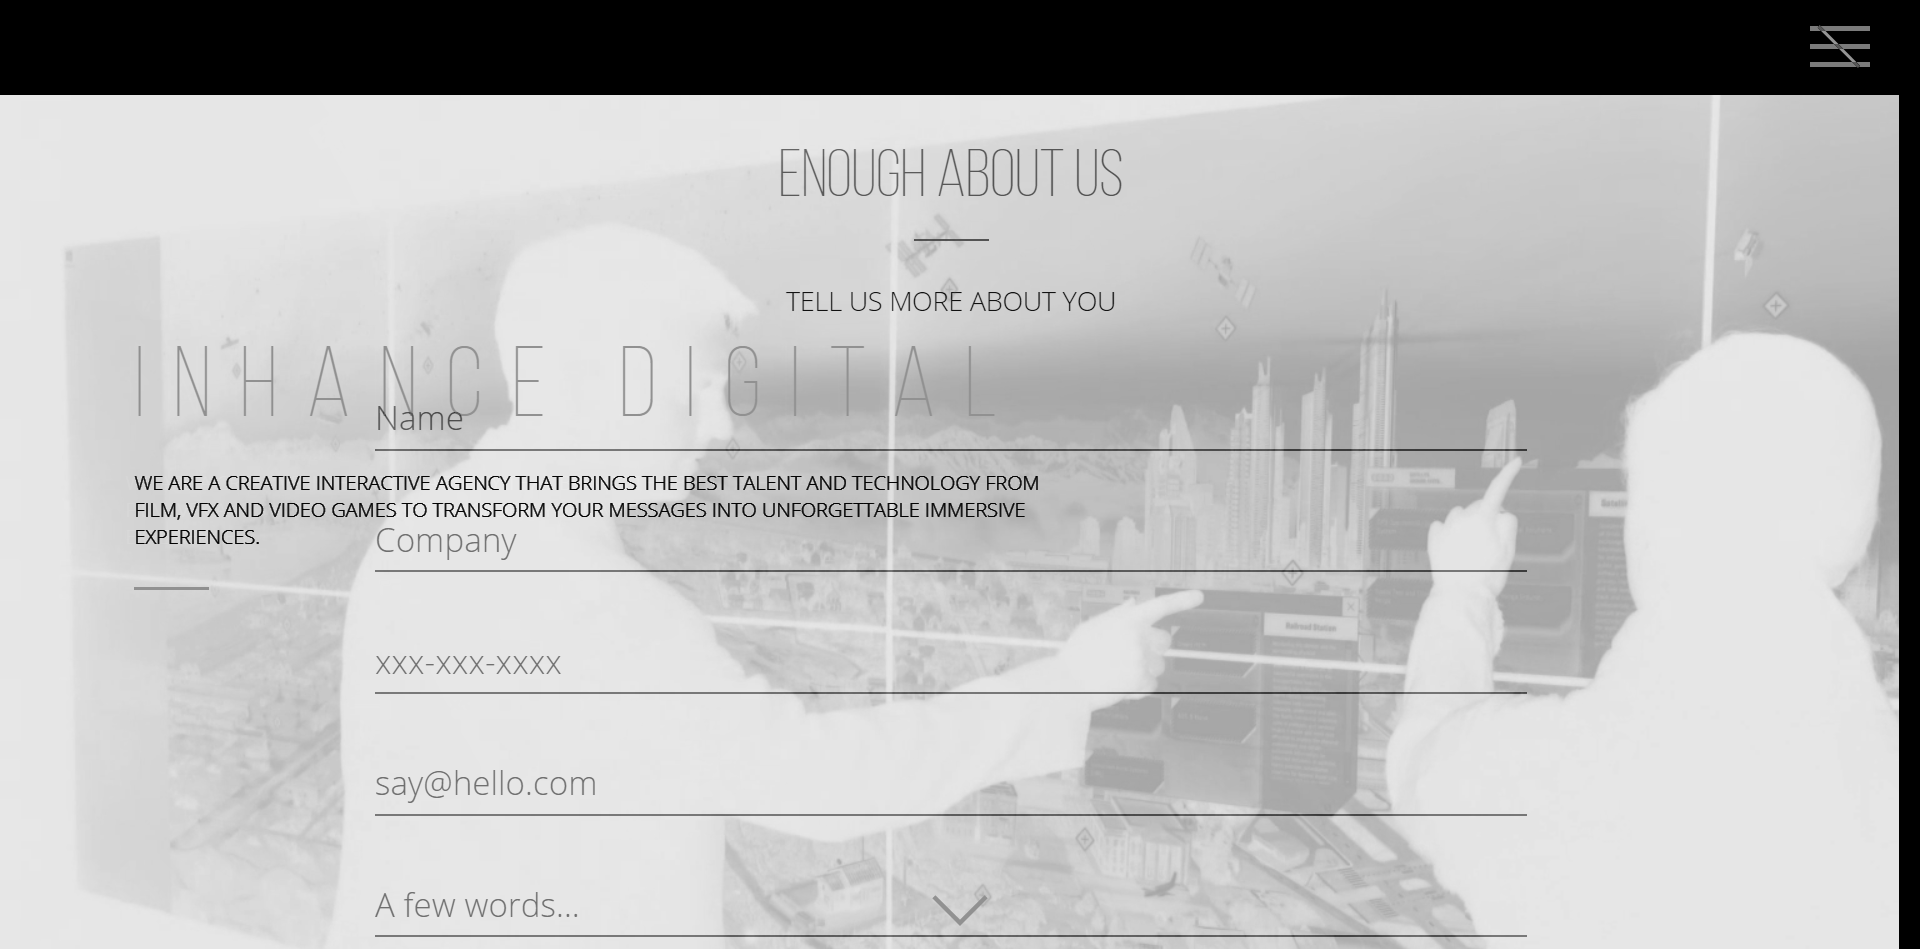 ENOUGH ABOUT US
TELL US MORE ABOUT YOU
INHANCE DIGITAL
Name
WE ARE A CREATIVE INTERACTIVE AGENCY THAT BRINGS THE BEST TALENT AND TECHNOLOGY FROM
FILM, VFX AND VIDEO GAMES TO TRANSFORM YOUR MESSAGES INTO UNFORGETTABLE IMMERSIVE
EXPERIENCES.
Company
xxx-xxx-xxxx
Railroad Station
say@hello.com
A few words...